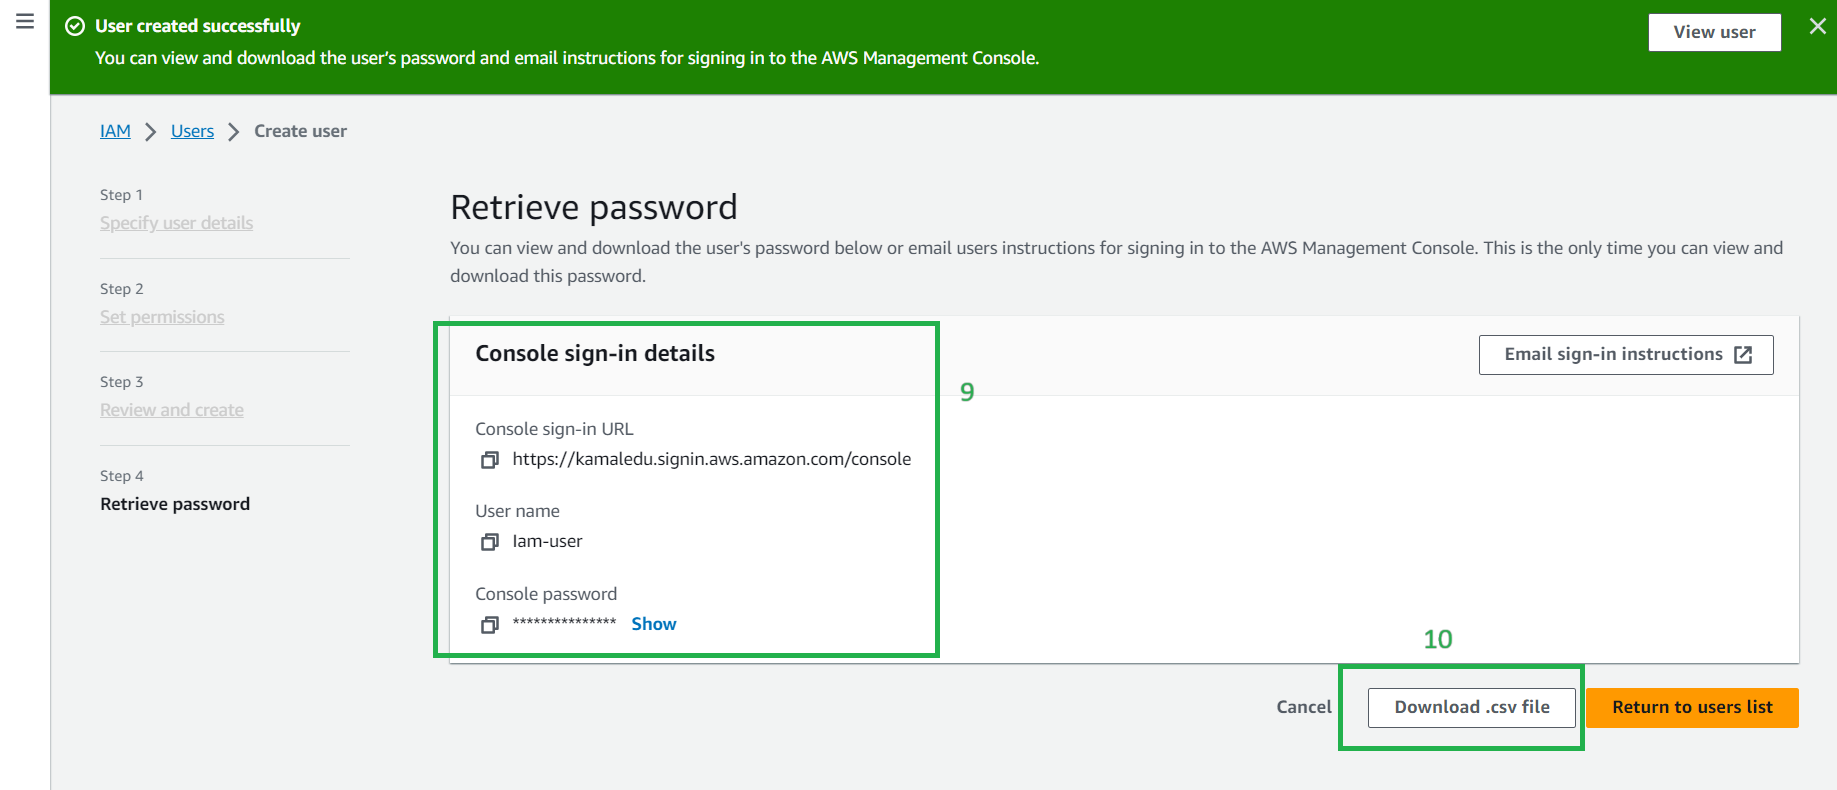 User created successfully
You can view and download the user's password and email instructions for signing in to the AWS Management Console.
View user
IAM
Users
Create user
Step 1
Specify user details
Step 2
Set permissions
Step 3
Review and create
Step 4
Retrieve password
Retrieve password
You can view and download the user's password below or email users instructions for signing in to the AWS Management Console. This is the only time you can view and
download this password.
Console sign-in details
Email sign-in instructions
9
Console sign-in URL
https://kamaledu.signin.aws.amazon.com/console
User name
Iam-user
Console password
*************** Show
10
Cancel
Download .csv file
Return to users list